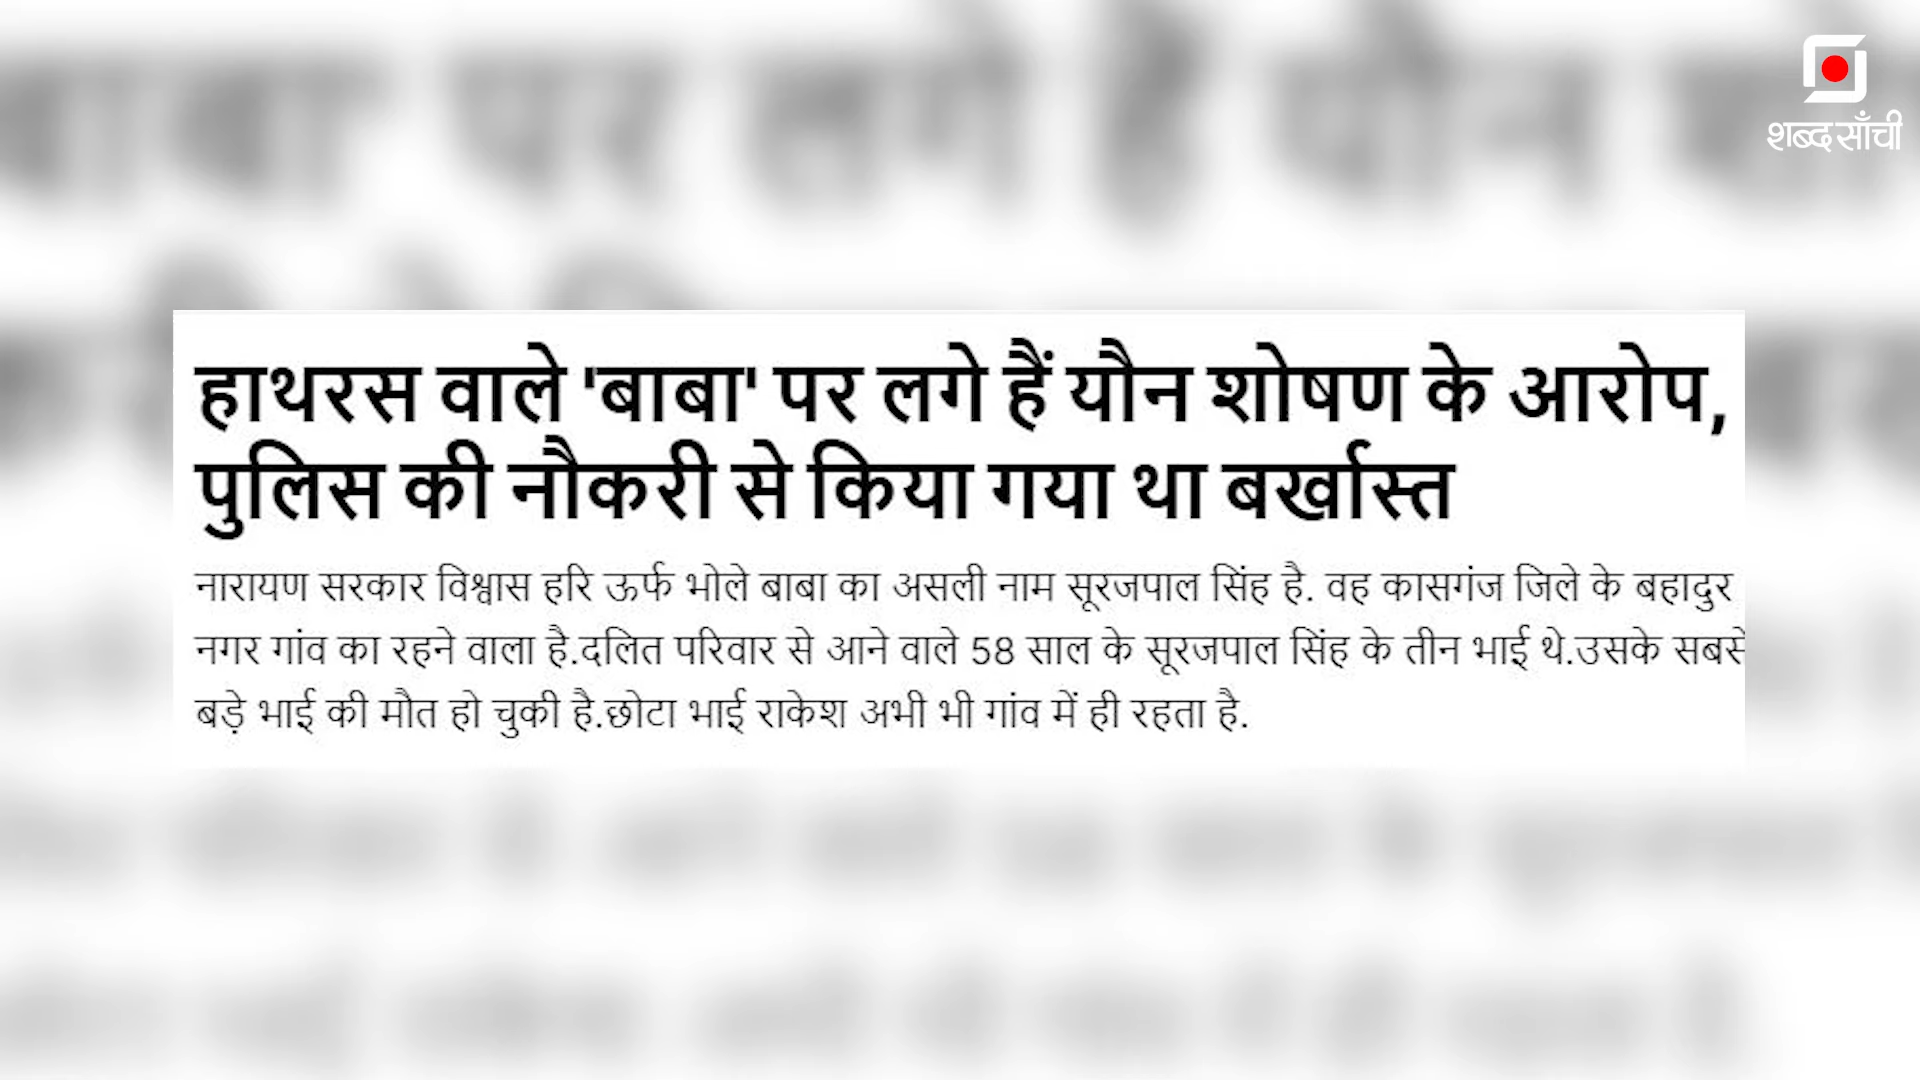 शब्द साँची
हाथरस वाले 'बाबा' पर लगे हैं यौन शोषण के आरोप,
पुलिस की नौकरी से किया गया था बर्खास्त
नारायण सरकार विश्वास हरि ऊर्फ भोले बाबा का असली नाम सूरजपाल सिंह है. वह कासगंज जिले के बहादुर
नगर गांव का रहने वाला है.दलित परिवार से आने वाले 58 साल के सूरजपाल सिंह के तीन भाई थे.उसके सबसे
बड़े भाई की मौत हो चुकी है.छोटा भाई राकेश अभी भी गांव में ही रहता है.